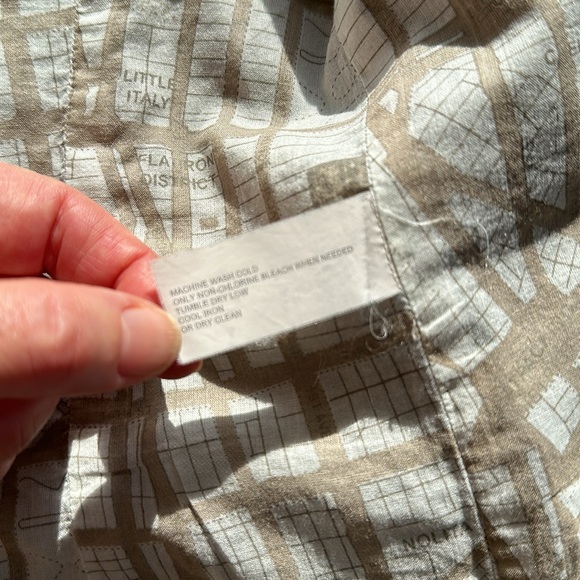 LITTLE
ITALY
FLATIRON
DISTRICT
MACHINE WASH COLD
ONLY NON-CHLORINE BLEACH WHEN NEEDED
TUMBLE DRY LOW
COOL IRON
OR DRY CLEAN
NOLITA